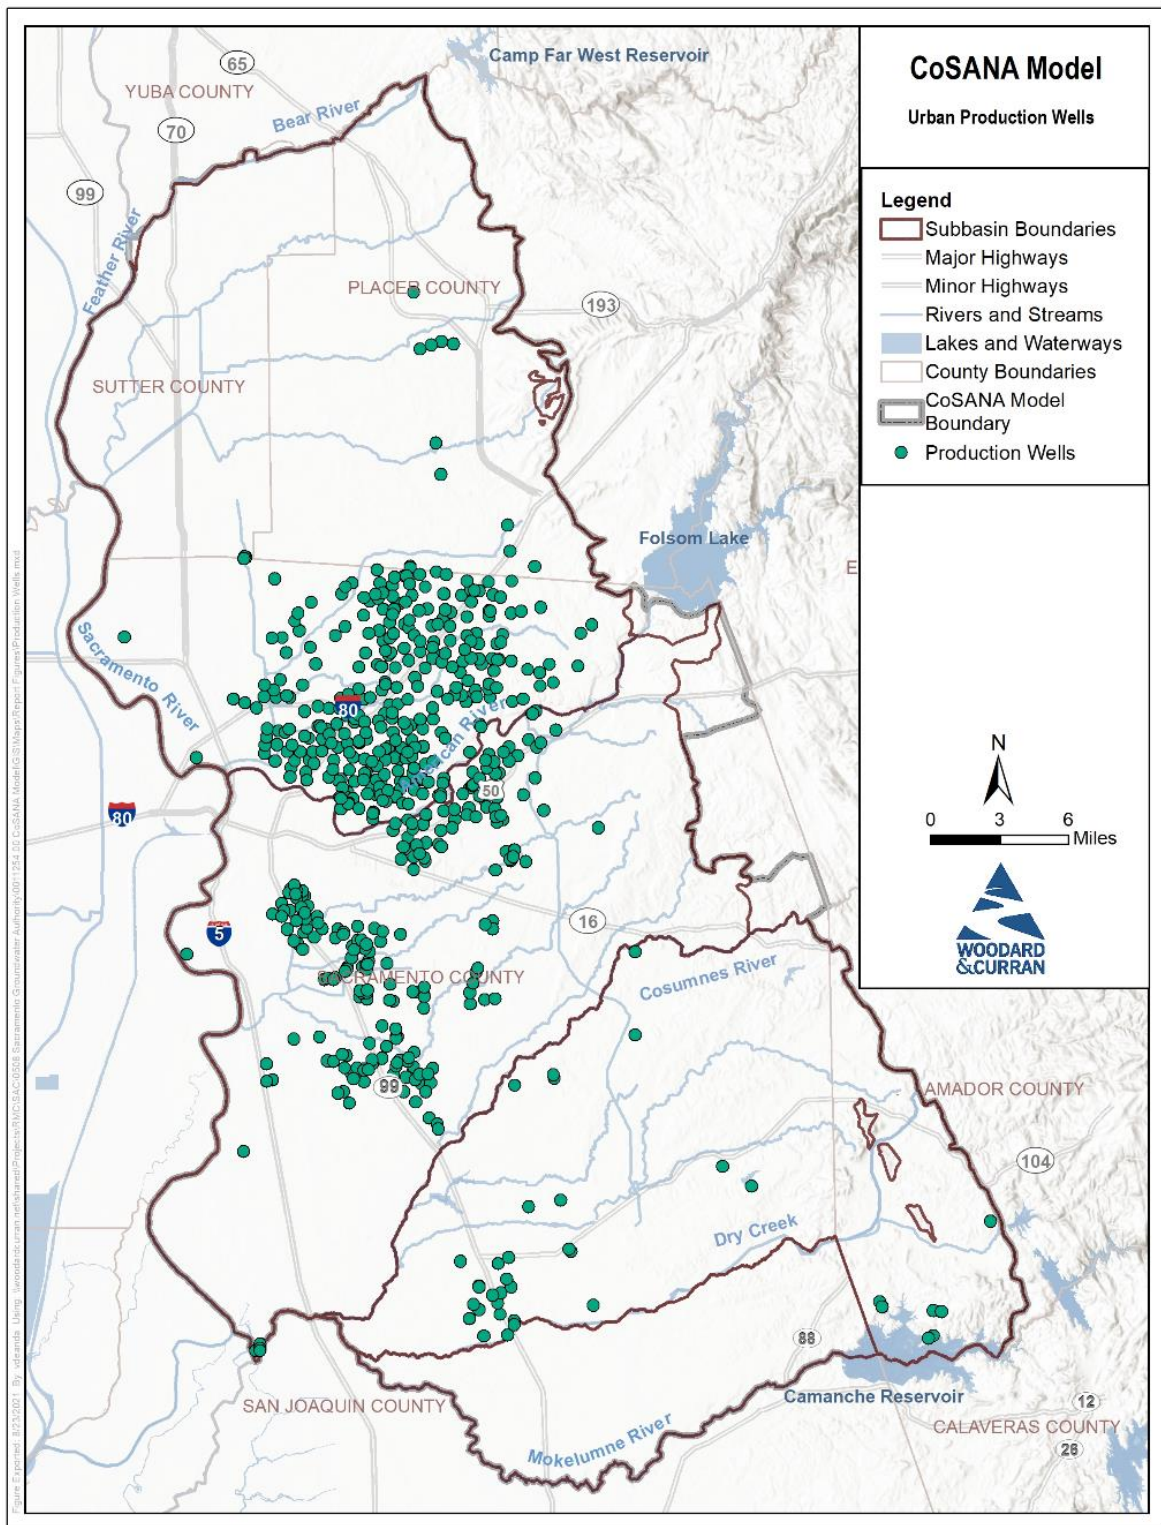 CoSANA Model
Urban Production Wells
Legend
Subbasin Boundaries
Major Highways
Minor Highways
Rivers and Streams
Lakes and Waterways
County Boundaries
CoSANA Model
Boundary
Production Wells
Camp Far West Reservoir
65
YUBA COUNTY
Bear River
70
99
Feather River
PLACER COUNTY
193
SUTTER COUNTY
Folsom Lake
E
Sacramento River
80
American River
50
80
N
0 3 6
Miles
16
5
WOODARD
&CURRAN
SACRAMENTO COUNTY
Cosumnes River
99
AMADOR COUNTY
104
Dry Creek
88
Camanche Reservoir
SAN JOAQUIN COUNTY
12
CALAVERAS COUNTY
26
Mokelumne River